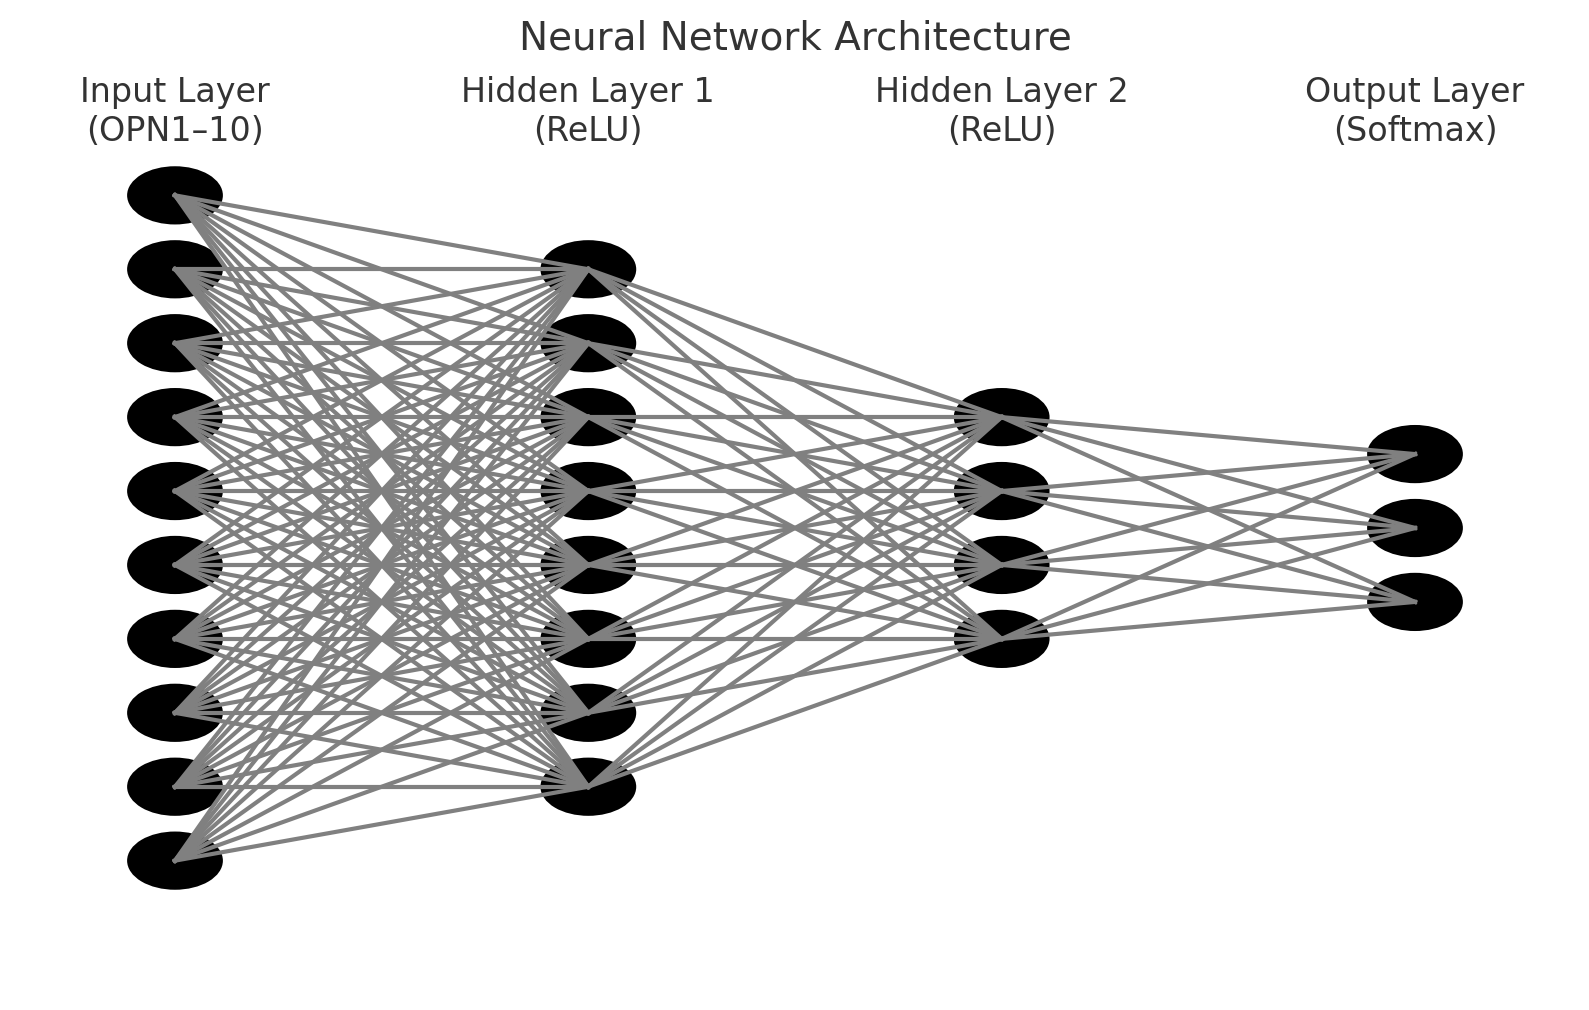 Neural Network Architecture
Input Layer
(OPN1–10)
Hidden Layer 1
(ReLU)
Hidden Layer 2
(ReLU)
Output Layer
(Softmax)